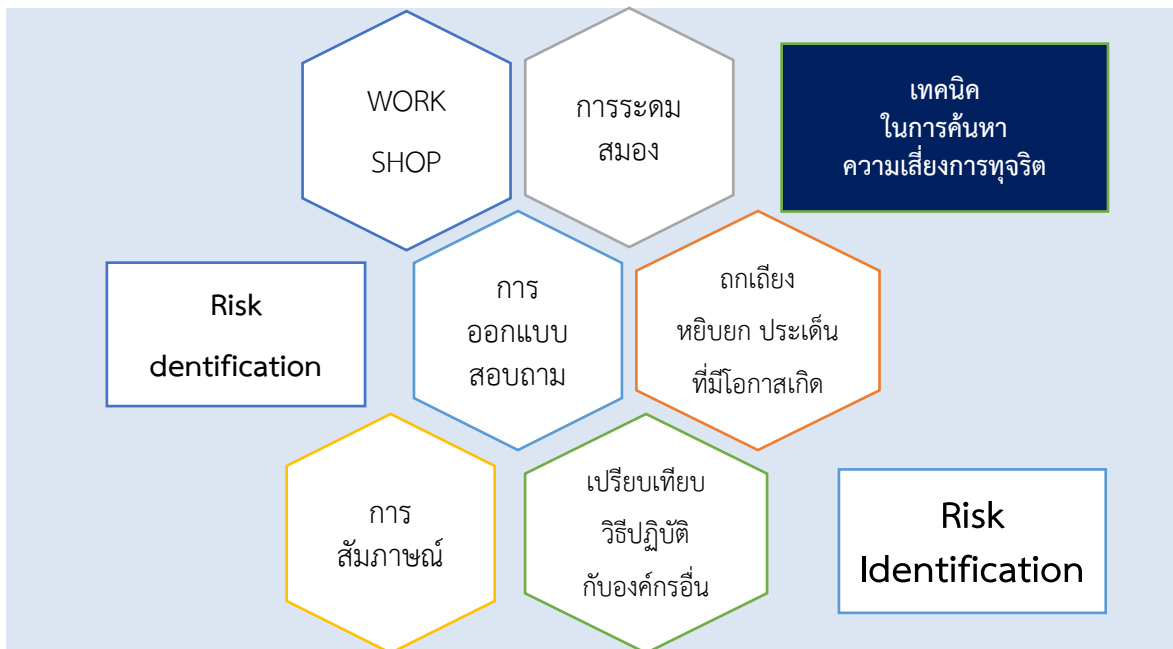 WORK
SHOP
การระดม
สมอง
เทคนิค
ในการค้นหา
ความเสี่ยงการทุจริต
Risk
dentification
การ
ออกแบบ
สอบถาม
ถกเถียง
หยิบยก ประเด็น
ที่มีโอกาสเกิด
การ
สัมภาษณ์
เปรียบเทียบ
วิธีปฏิบัติ
กับองค์กรอื่น
Risk
Identification